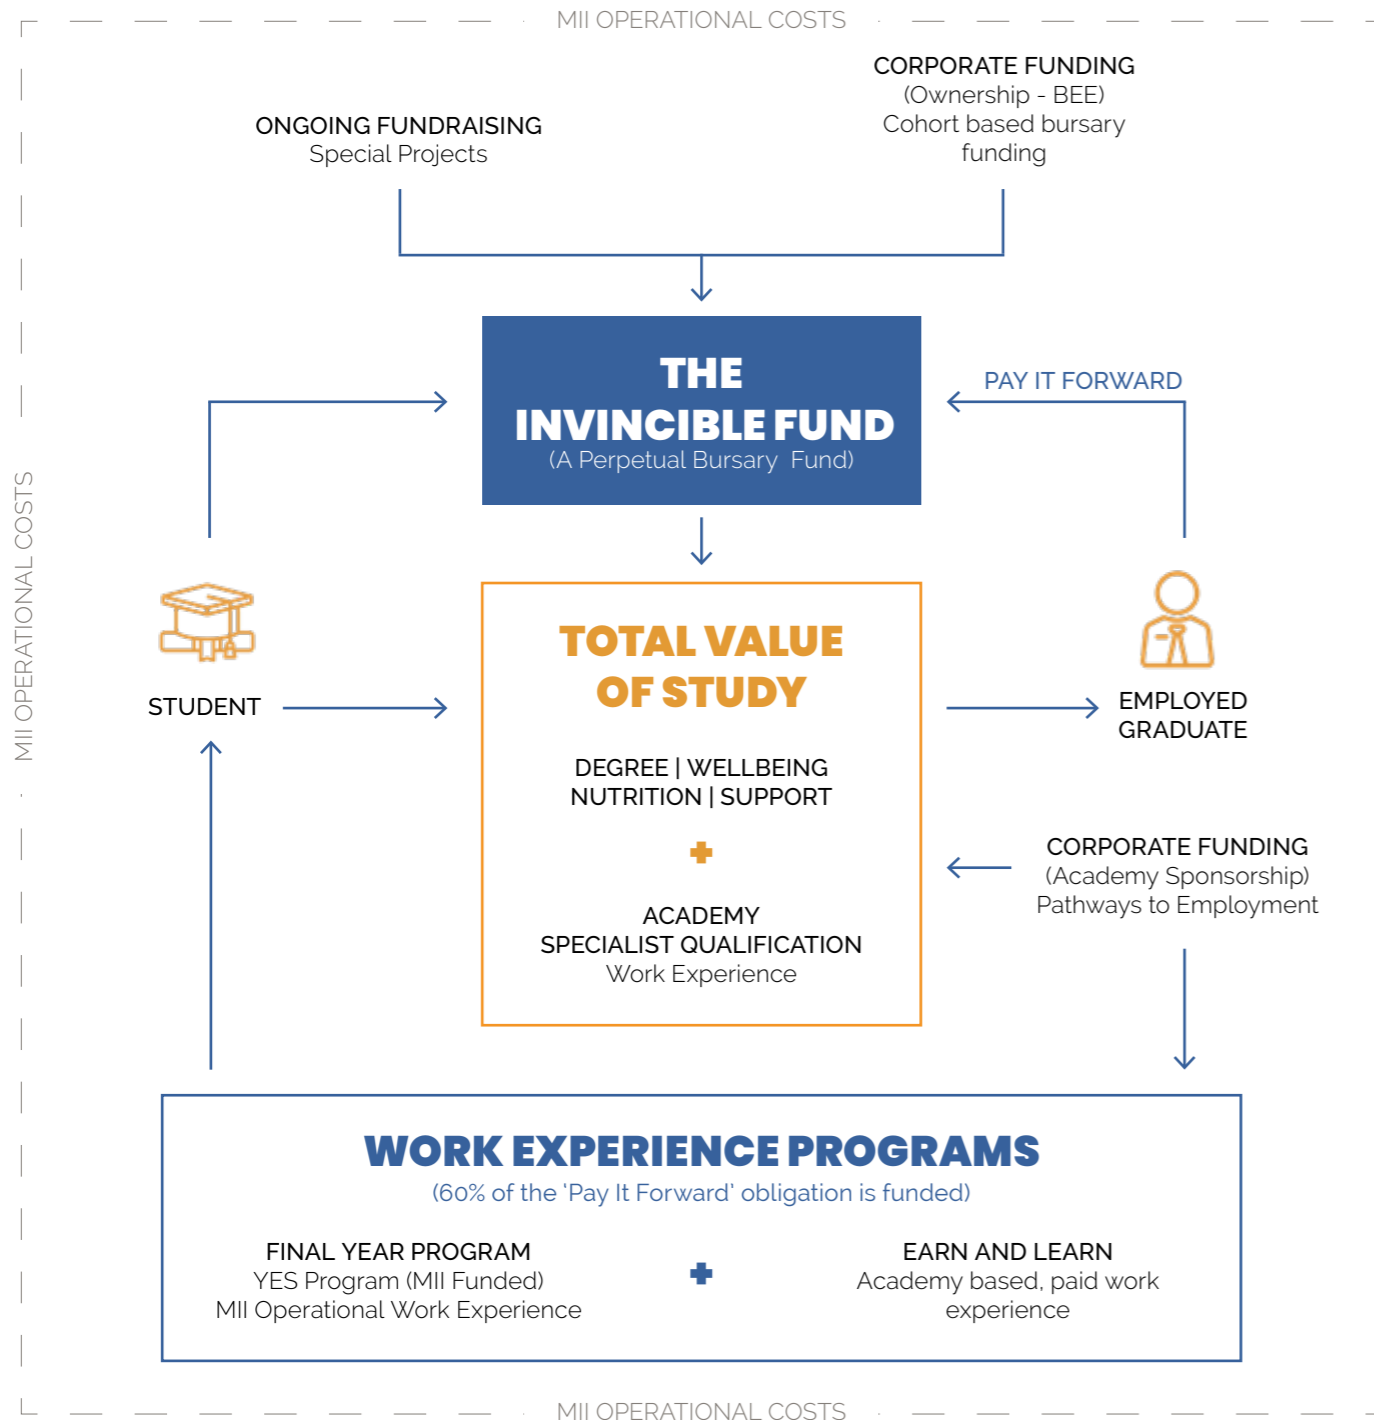 MII OPERATIONAL COSTS
CORPORATE FUNDING
(Ownership - BEE)
Cohort based bursary
funding
ONGOING FUNDRAISING
Special Projects
THE
INVINCIBLE FUND
(A Perpetual Bursary Fund)
PAY IT FORWARD
MII OPERATIONAL COSTS
STUDENT
TOTAL VALUE
OF STUDY
DEGREE | WELLBEING
NUTRITION | SUPPORT
ACADEMY
SPECIALIST QUALIFICATION
Work Experience
EMPLOYED
GRADUATE
CORPORATE FUNDING
(Academy Sponsorship)
Pathways to Employment
WORK EXPERIENCE PROGRAMS
(60% of the ‘Pay It Forward’ obligation is funded)
FINAL YEAR PROGRAM
YES Program (MII Funded)
MII Operational Work Experience
EARN AND LEARN
Academy based, paid work
experience
MII OPERATIONAL COSTS